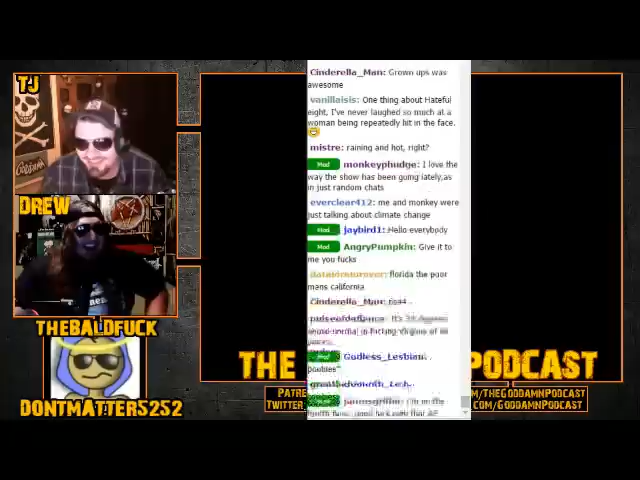 TJ
DREW
THEBALDFUCK
DONTMATTER5252
Cinderella_Man: Grown ups was
awesome
vanillaisis: One thing about Hateful
eight, I've never laughed so much at a
woman being repeatedly hit in the face.
mistre: raining and hot, right?
Mod monkeyphudge: I love the
way the show has been going lately,as
in just random chats
everclear412: me and monkey were
just talking about climate change
Mod jaybird1: Hello everybody
Mod AngryPumpkin: Give it to
me you fucks
florida the poor
mans california
Cinderella_Man:
Mod Godless_Lesbian:
Mod
THE PODCAST
M/THEGODDAMNPODCAST
TWITTER
COM/GODDAMNPODCAST